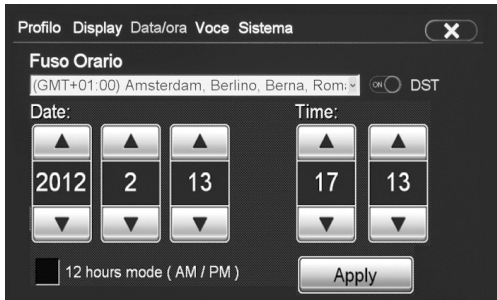 Profilo Display Data/ora Voce Sistema
Fuso Orario
(GMT+01:00) Amsterdam, Berlino, Berna, Roma
ON DST
Date: Time:
2012 2 13 17 13
12 hours mode ( AM / PM )
Apply